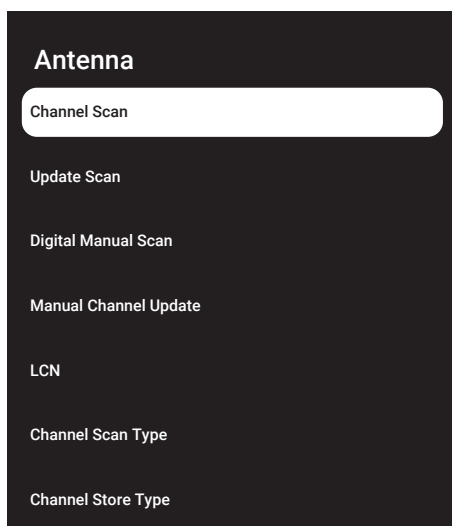 Antenna
Channel Scan
Update Scan
Digital Manual Scan
Manual Channel Update
LCN
Channel Scan Type
Channel Store Type